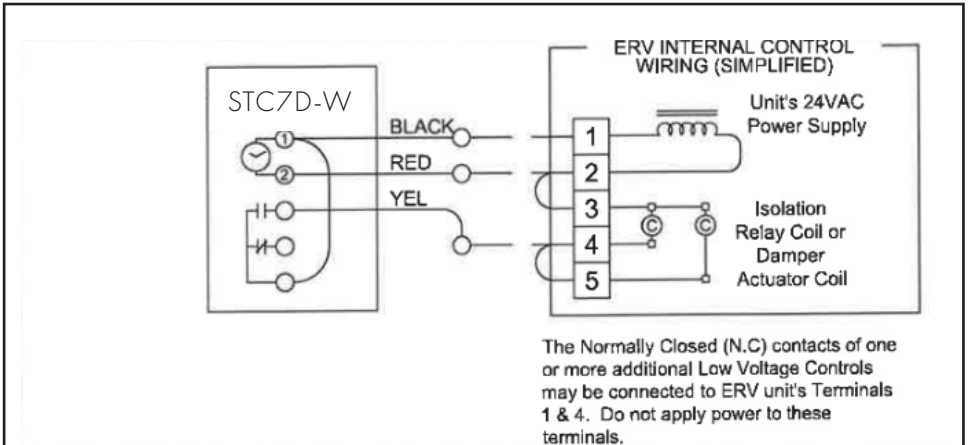 ERV INTERNAL CONTROL
WIRING (SIMPLIFIED)
STC7D-W
Unit's 24VAC
Power Supply
1
2
BLACK
RED
YEL
1
2
3
4
5
C
C
Isolation
Relay Coil or
Damper
Actuator Coil
The Normally Closed (N.C) contacts of one
or more additional Low Voltage Controls
may be connected to ERV unit's Terminals
1 & 4. Do not apply power to these
terminals.